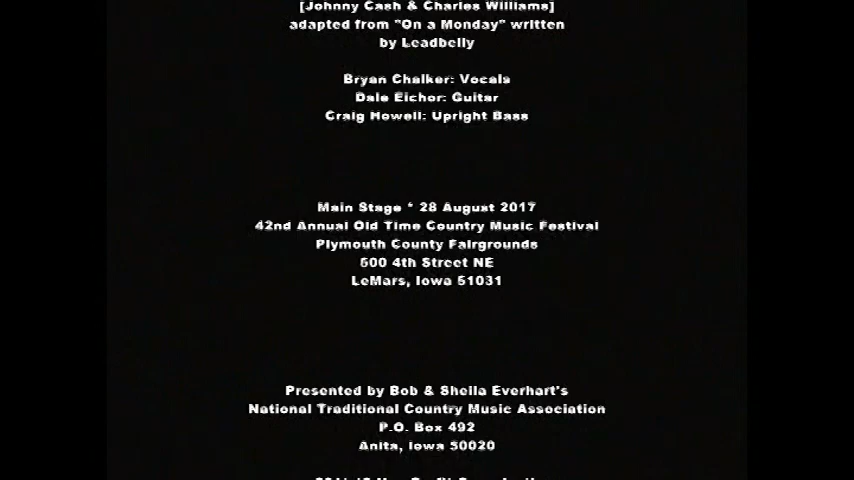 [Johnny Cash & Charles Williams]
adapted from "On a Monday" written
by Leadbelly
Bryan Chalker: Vocals
Dale Eichor: Guitar
Craig Howell: Upright Bass
Main Stage * 28 August 2017
42nd Annual Old Time Country Music Festival
Plymouth County Fairgrounds
500 4th Street NE
LeMars, Iowa 51031
Presented by Bob & Sheila Everhart's
National Traditional Country Music Association
P.O. Box 492
Anita, Iowa 50020